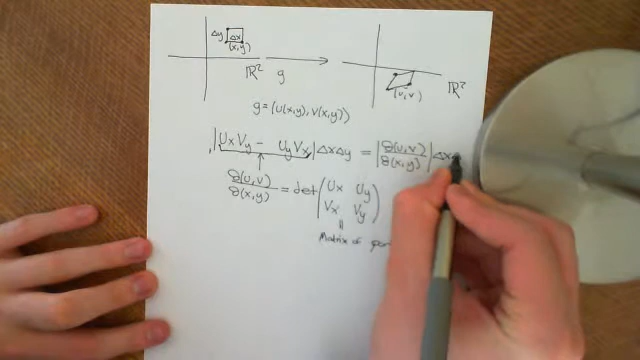 Δy Δx
(x,y)
ℝ² g ℝ²
(u,v)
g = (u(x,y), v(x,y))
|UxVy − UyVx| ΔxΔy = |∂(u,v)/∂(x,y)| Δx
∂(u,v)/∂(x,y) = det (Ux Uy
Vx Vy)
Matrix of